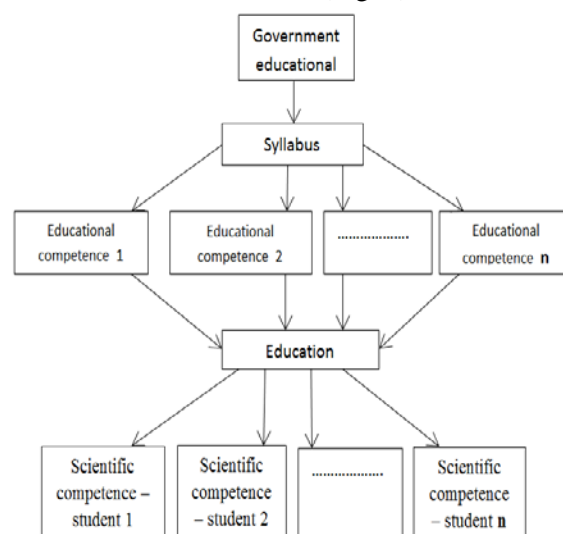 Government
educational
Syllabus
Educational
competence 1
Educational
competence 2
....................
Educational
competence n
Education
Scientific
competence –
student 1
Scientific
competence
– student 2
....................
Scientific
competence
– student n